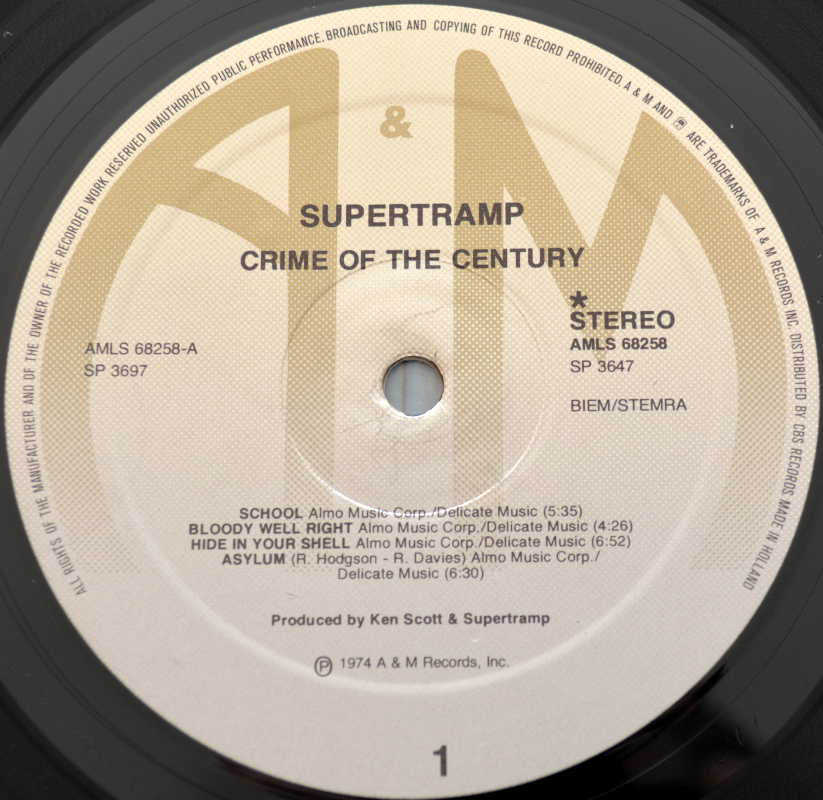 ALL RIGHTS OF THE MANUFACTURER AND OF THE OWNER OF THE RECORDED WORK RESERVED UNAUTHORIZED PUBLIC PERFORMANCE. BROADCASTING AND COPYING OF THIS RECORD PROHIBITED. A & M AND ARE TRADEMARKS OF A & M RECORDS INC. DISTRIBUTED BY CBS RECORDS MADE IN HOLLAND
A & M
SUPERTRAMP
CRIME OF THE CENTURY
*
STEREO
AMLS 68258-A
SP 3697
AMLS 68258
SP 3647
BIEM/STEMRA
SCHOOL Almo Music Corp./Delicate Music (5:35)
BLOODY WELL RIGHT Almo Music Corp./Delicate Music (4:26)
HIDE IN YOUR SHELL Almo Music Corp./Delicate Music (6:52)
ASYLUM (R. Hodgson - R. Davies) Almo Music Corp./
Delicate Music (6:30)
Produced by Ken Scott & Supertramp
℗ 1974 A & M Records, Inc.
1